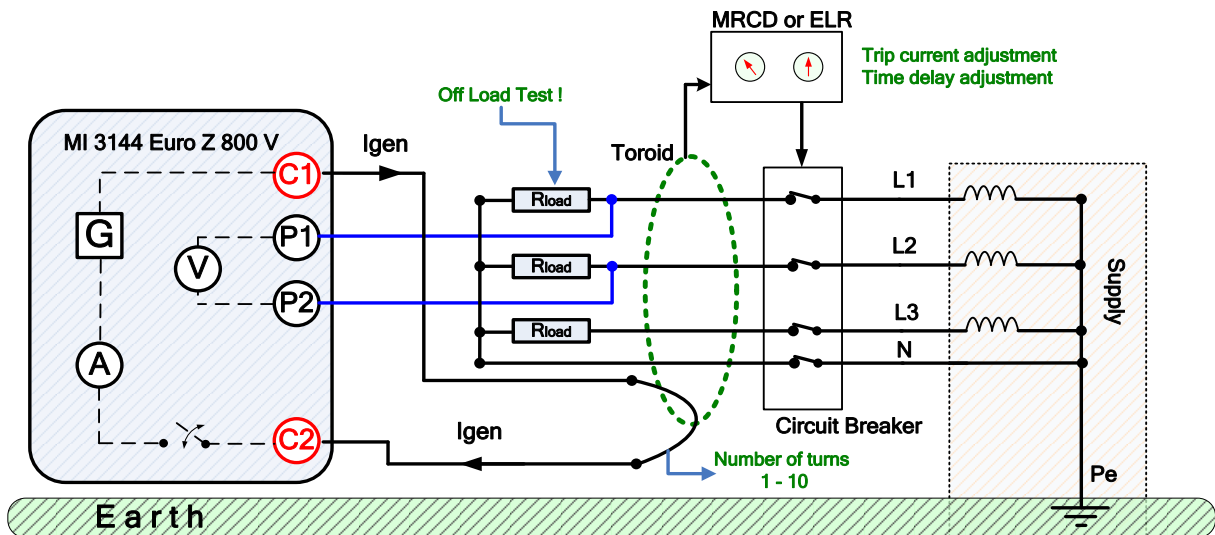 MRCD or ELR
Trip current adjustment
Time delay adjustment
Off Load Test !
MI 3144 Euro Z 800 V
Igen
Toroid
C1
G
P1
V
P2
A
C2
Rload
Rload
Rload
L1
L2
L3
N
Supply
Circuit Breaker
Igen
Number of turns
1 - 10
Pe
Earth